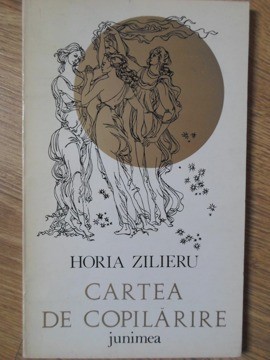 HORIA ZILIERU
CARTEA
DE COPILĂRIRE
junimea